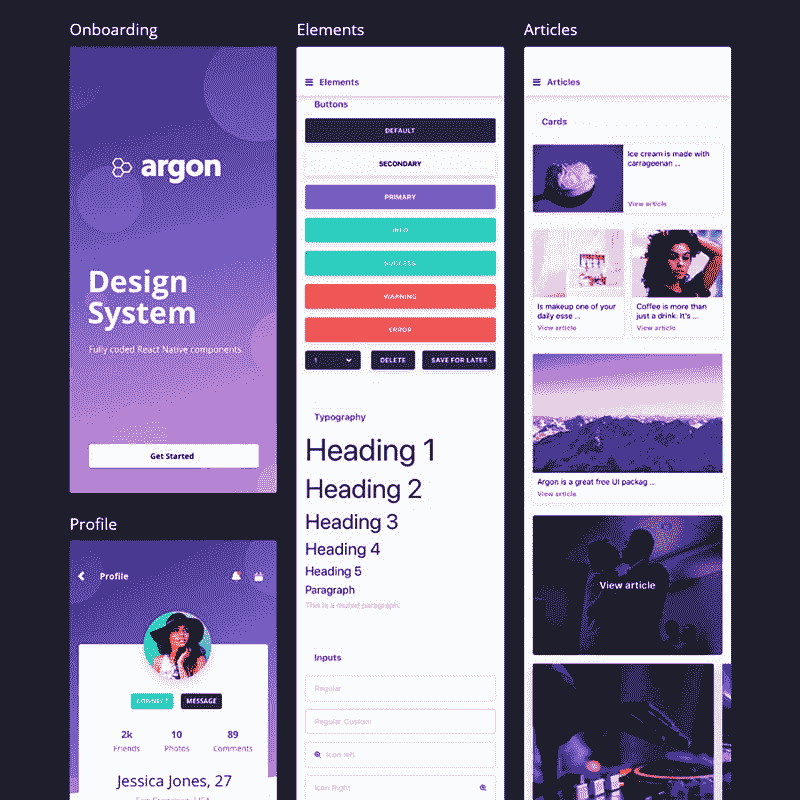 Onboarding
argon
Design
System
Fully coded React Native components.
Get Started
Profile
Profile
CONNECT
MESSAGE
2k
10
89
Friends
Photos
Comments
Jessica Jones, 27
San Francisco, USA
Elements
Elements
Buttons
DEFAULT
SECONDARY
PRIMARY
INFO
SUCCESS
WARNING
ERROR
1
DELETE
SAVE FOR LATER
Typography
Heading 1
Heading 2
Heading 3
Heading 4
Heading 5
Paragraph
This is a muted paragraph.
Inputs
Regular
Regular Custom
Icon left
Icon Right
Articles
Articles
Cards
Ice cream is made with
carrageenan ...
View article
Is makeup one of your
daily esse ...
View article
Coffee is more than
just a drink: It's ...
View article
Argon is a great free UI packag ...
View article
View article